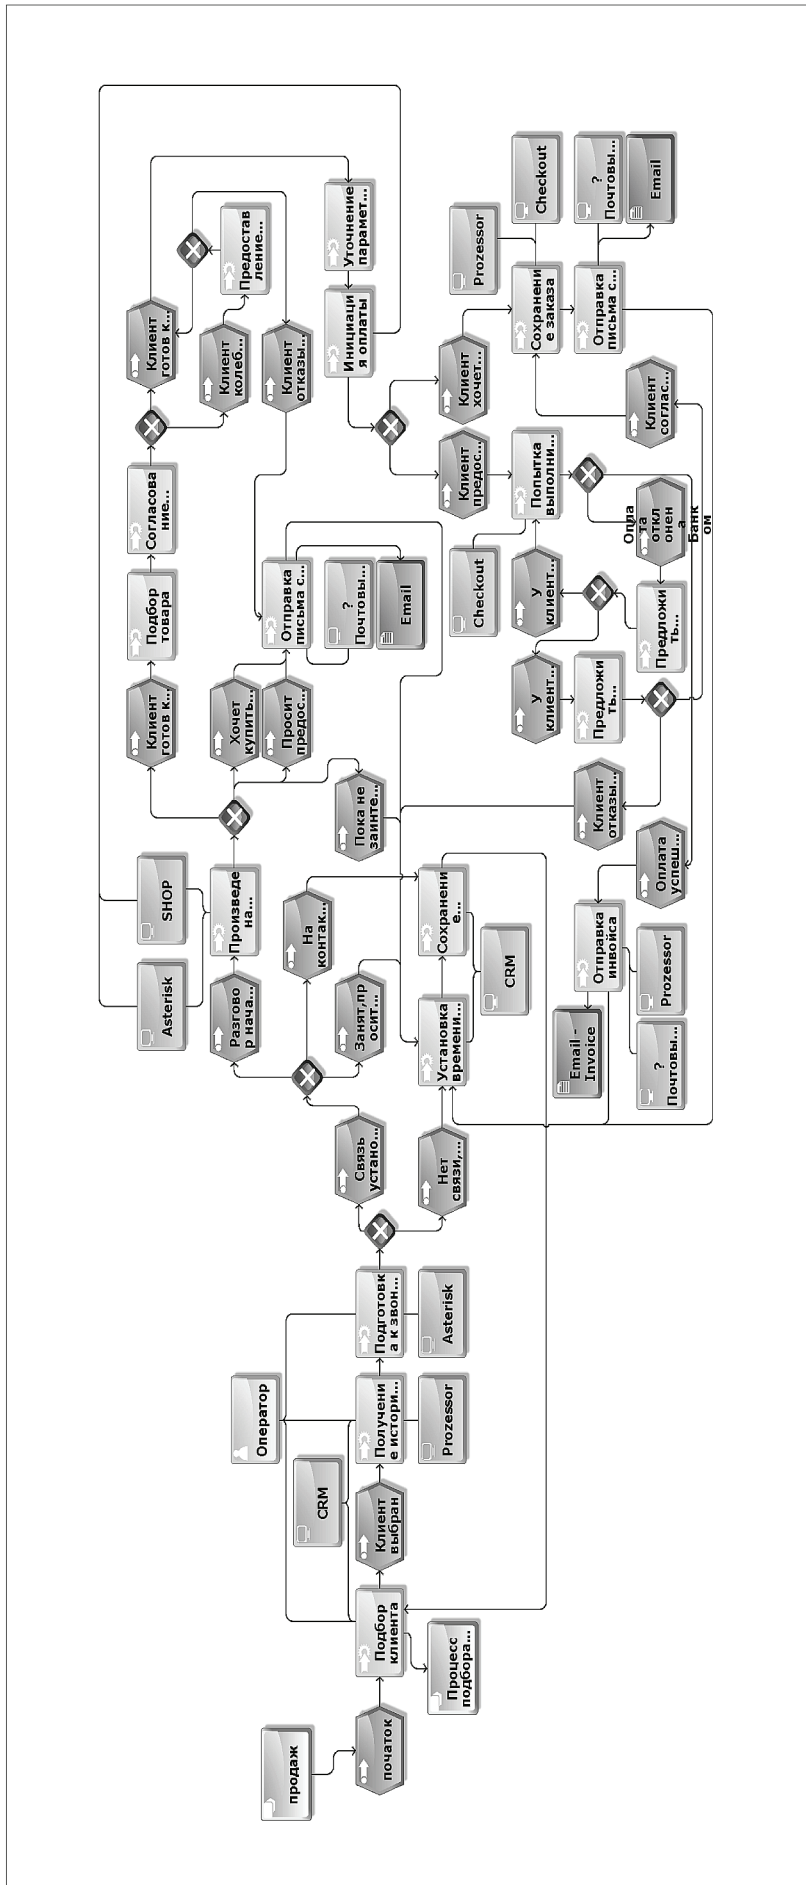 продаж
початок
Подбор
клиента
Процесс
подбора...
Клиент
выбран
CRM
Оператор
Получени
е истори...
Prozessor
Подготовк
а к звон...
Asterisk
Связь
устано...
Нет
связи,...
Asterisk
SHOP
Разгово
р нача...
Произведе
на...
На
контак...
Занят,пр
осит...
Установка
времени...
Сохранени
е...
CRM
Пока не
заинте...
Клиент
готов к...
Хочет
купить...
Просит
предос...
Подбор
товара
Согласова
ние...
Отправка
письма с...
?
Почтовы...
Email
Клиент
готов к...
Клиент
колеб...
Клиент
отказы...
Предостав
ление...
Уточнение
парамет...
Инициаци
я оплаты
Клиент
предос...
Клиент
хочет...
Checkout
Попытка
выполни...
У
клиент...
У
клиент...
Предложи
ть...
Предложи
ть...
Опла
та
откл
онен
а
Банк
ом
Клиент
соглас...
Prozessor
Checkout
Сохранени
е заказа
Отправка
письма с...
?
Почтовы...
Email
Клиент
отказы...
Оплата
успеш...
Отправка
инвойса
Email -
Invoice
?
Почтовы...
Prozessor